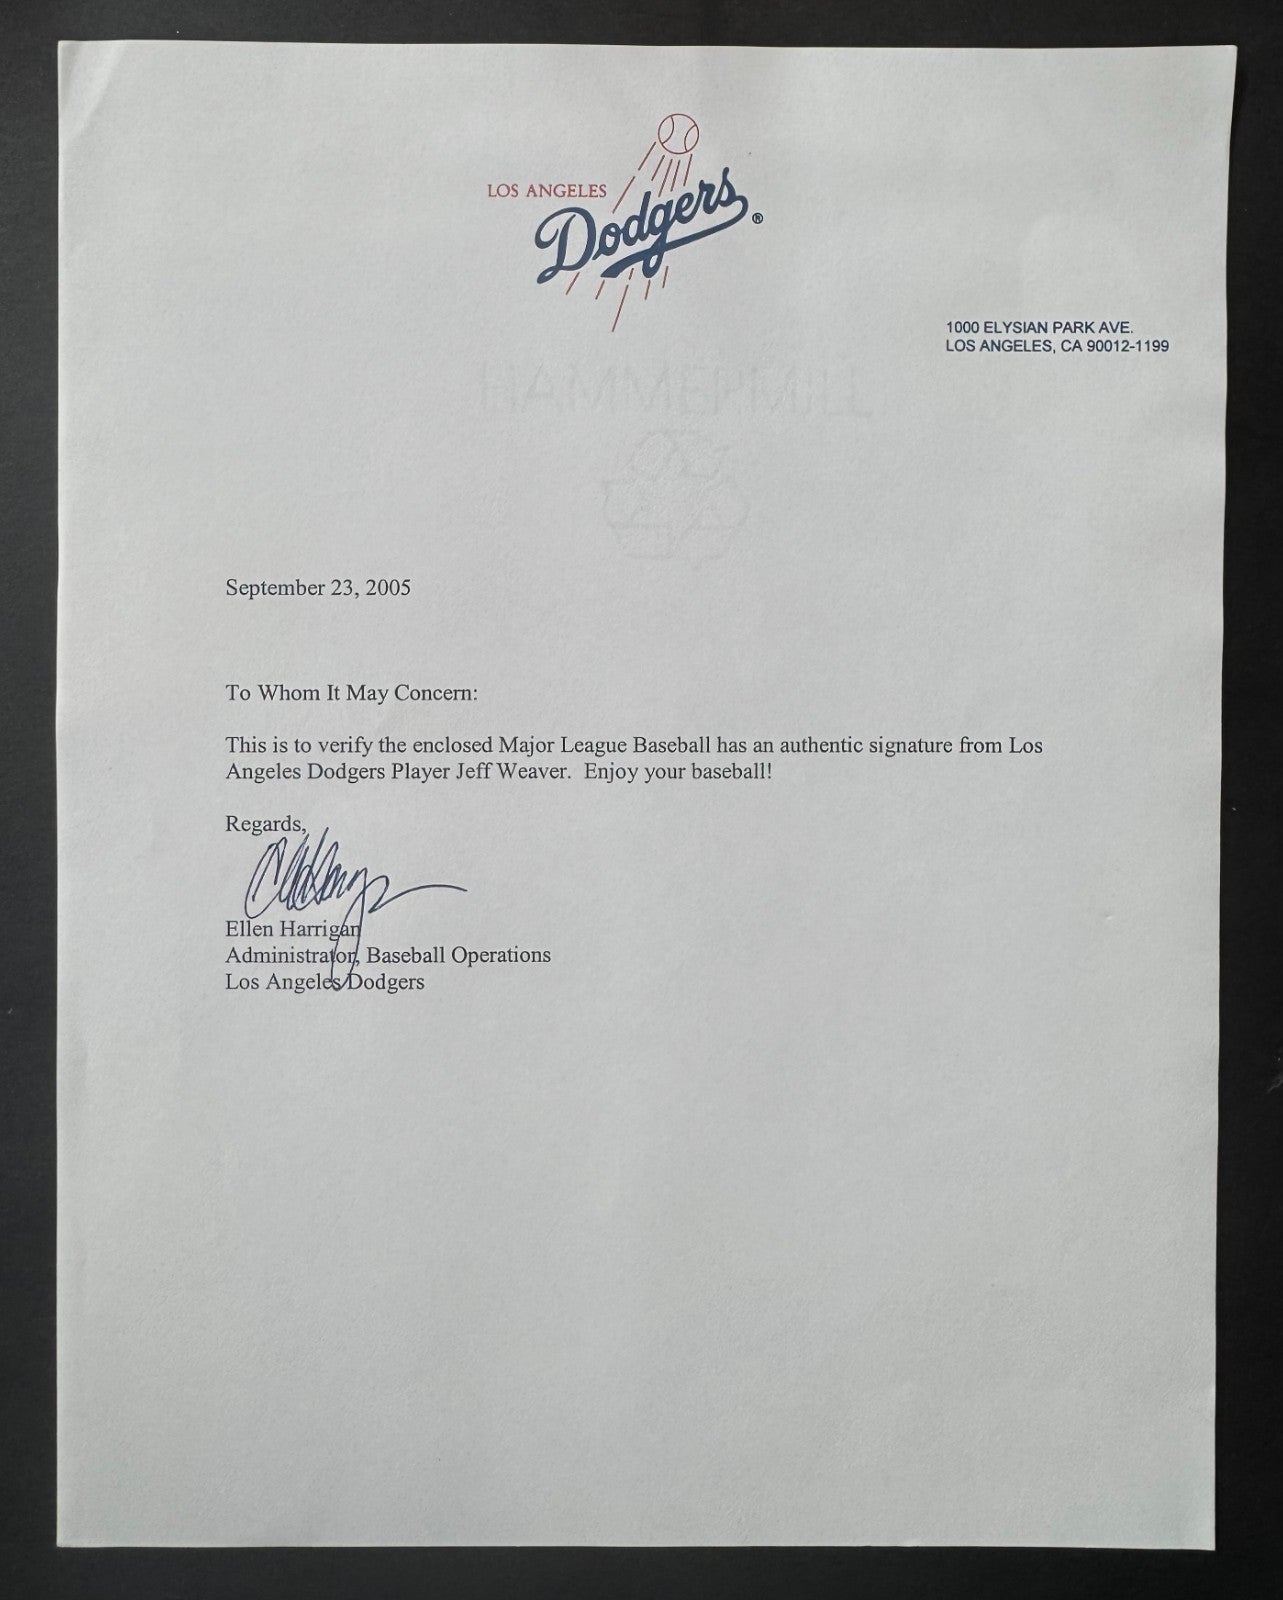 LOS ANGELES
Dodgers®
1000 ELYSIAN PARK AVE.
LOS ANGELES, CA 90012-1199
HAMMERMILL
September 23, 2005
To Whom It May Concern:
This is to verify the enclosed Major League Baseball has an authentic signature from Los
Angeles Dodgers Player Jeff Weaver.  Enjoy your baseball!
Regards,
Ellen Harrigan
Administrator, Baseball Operations
Los Angeles Dodgers